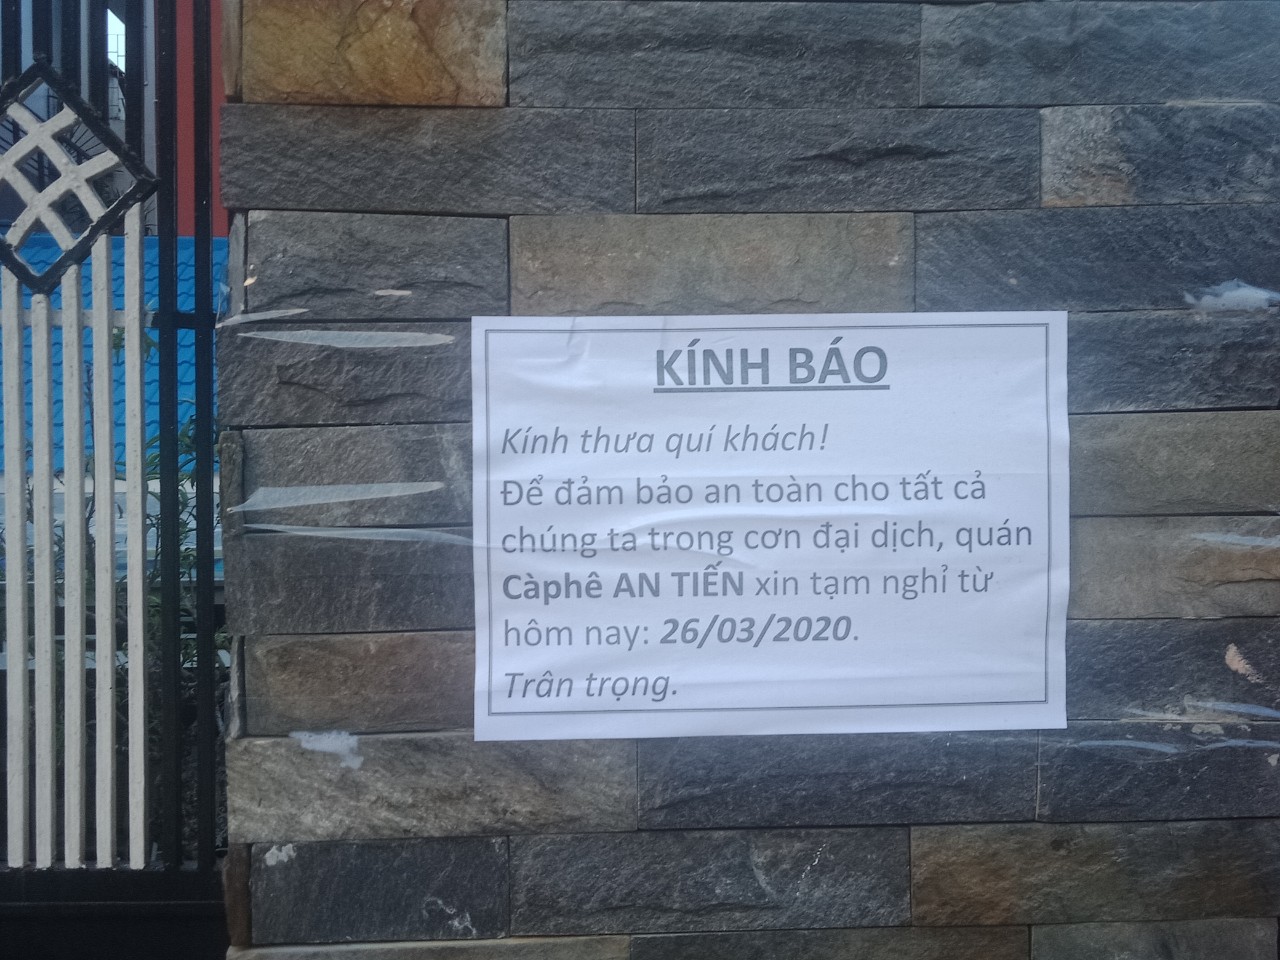 KÍNH BÁO
Kính thưa quí khách!
Để đảm bảo an toàn cho tất cả
chúng ta trong cơn đại dịch, quán
Càphê AN TIẾN xin tạm nghỉ từ
hôm nay: 26/03/2020.
Trân trọng.